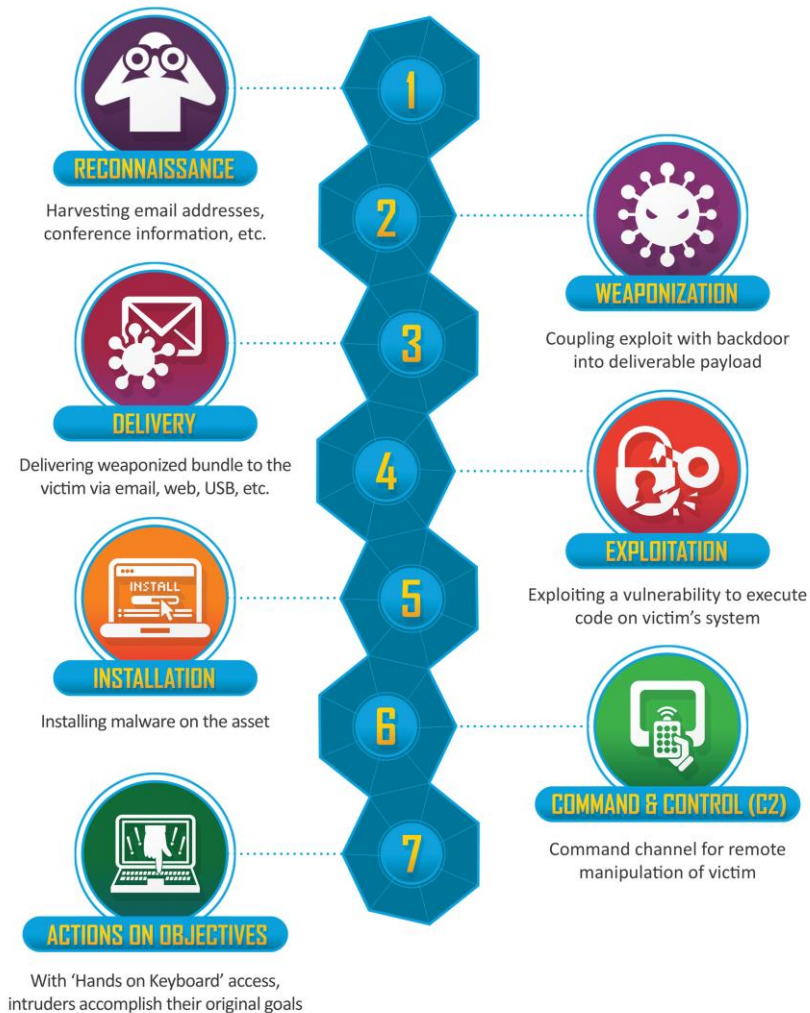 1
RECONNAISSANCE
Harvesting email addresses,
conference information, etc.
2
WEAPONIZATION
Coupling exploit with backdoor
into deliverable payload
3
DELIVERY
Delivering weaponized bundle to the
victim via email, web, USB, etc.
4
EXPLOITATION
Exploiting a vulnerability to execute
code on victim's system
5
INSTALL
INSTALLATION
Installing malware on the asset
6
COMMAND & CONTROL (C2)
Command channel for remote
manipulation of victim
7
ACTIONS ON OBJECTIVES
With 'Hands on Keyboard' access,
intruders accomplish their original goals